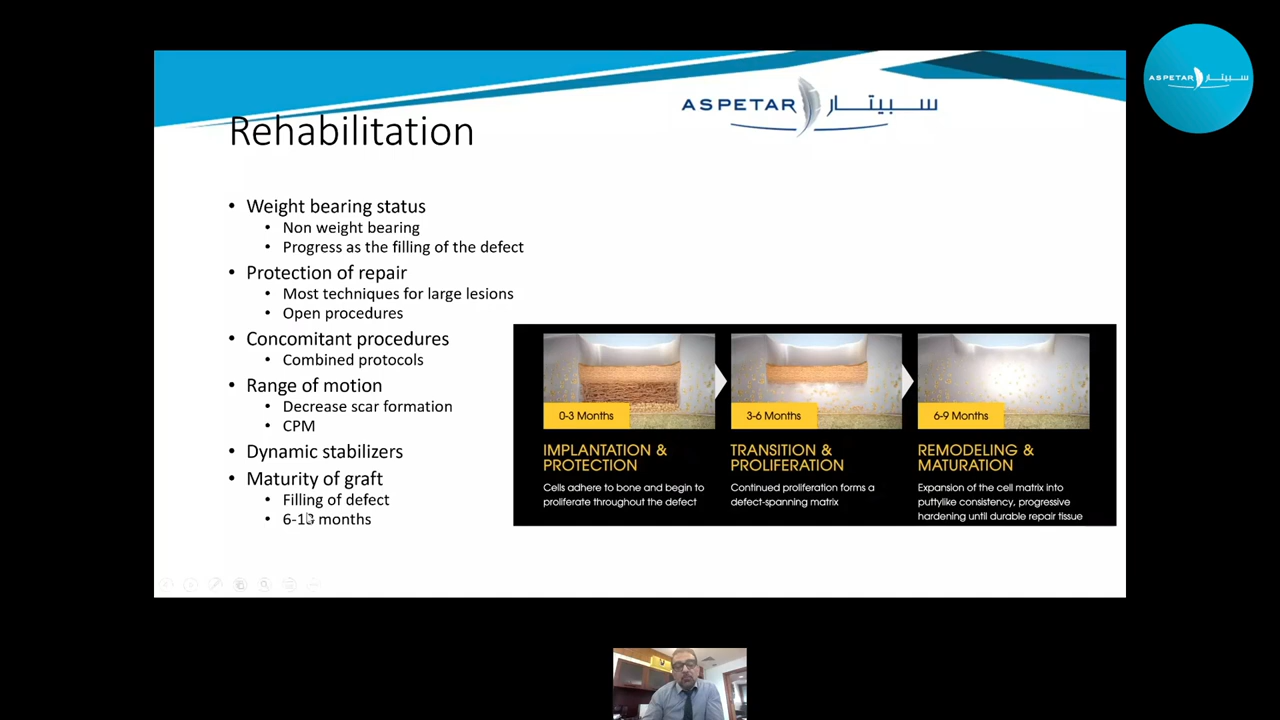 ASPETAR سبيتار
ASPETAR سبيتار
Rehabilitation
• Weight bearing status
• Non weight bearing
• Progress as the filling of the defect
• Protection of repair
• Most techniques for large lesions
• Open procedures
• Concomitant procedures
• Combined protocols
• Range of motion
• Decrease scar formation
• CPM
• Dynamic stabilizers
• Maturity of graft
• Filling of defect
• months
0-3 Months
IMPLANTATION &
PROTECTION
Cells adhere to bone and begin to
proliferate throughout the defect
3-6 Months
TRANSITION &
PROLIFERATION
Continued proliferation forms a
defect-spanning matrix
6-9 Months
REMODELING &
MATURATION
Expansion of the cell matrix into
puttylike consistency, progressive
hardening until durable repair tissue